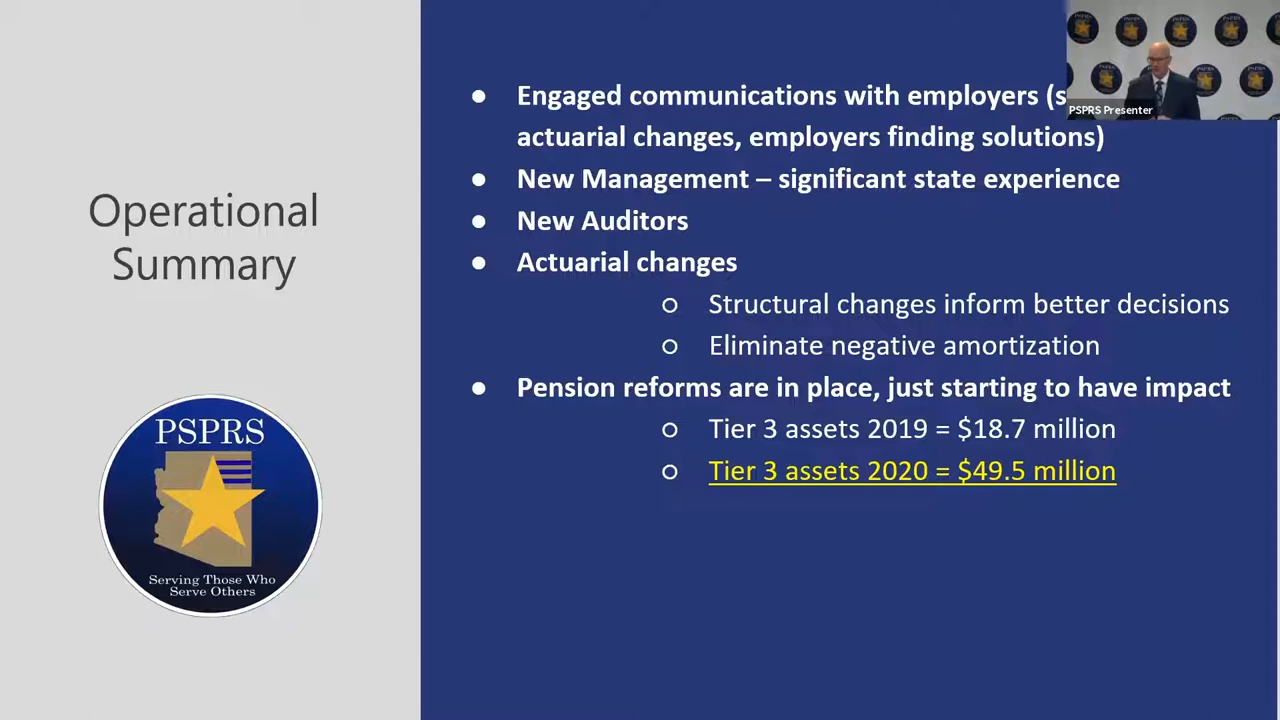 Operational
Summary
PSPRS
Serving Those Who
Serve Others
● Engaged communications with employers (s
actuarial changes, employers finding solutions)
● New Management – significant state experience
● New Auditors
● Actuarial changes
○ Structural changes inform better decisions
○ Eliminate negative amortization
● Pension reforms are in place, just starting to have impact
○ Tier 3 assets 2019 = $18.7 million
○ Tier 3 assets 2020 = $49.5 million
PSPRS Presenter